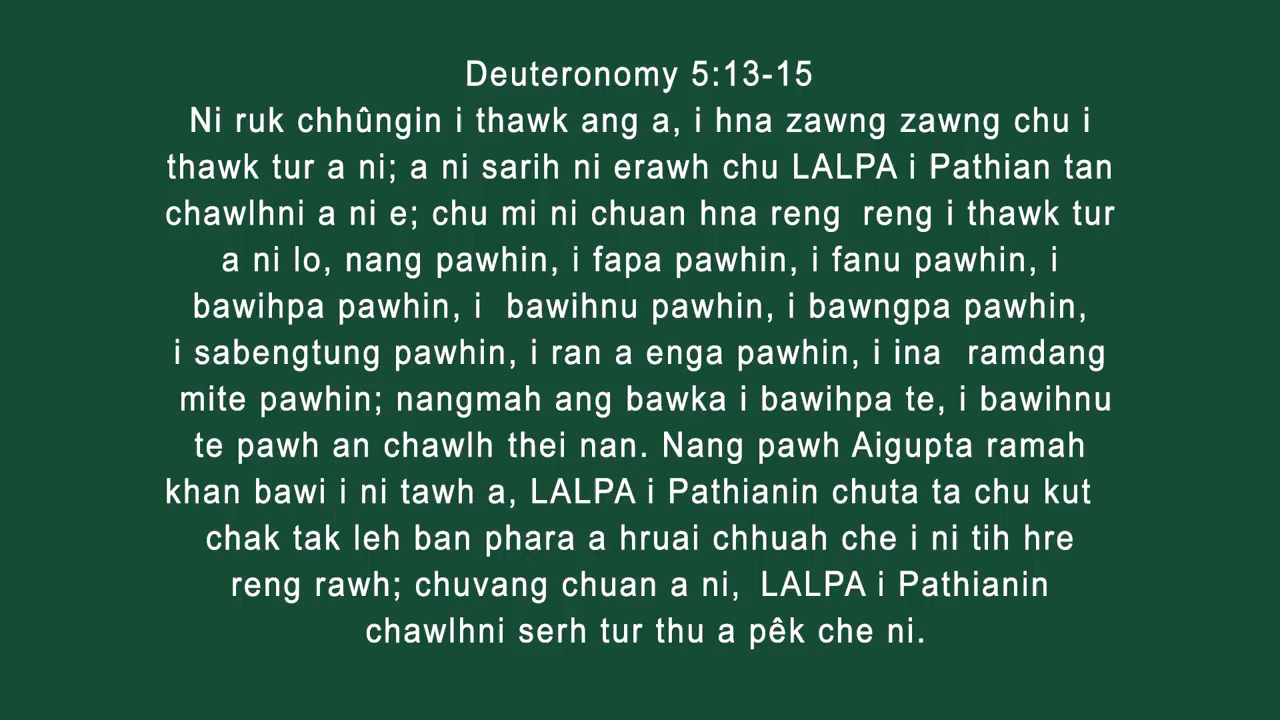 Deuteronomy 5:13-15
Ni ruk chhûngin i thawk ang a, i hna zawng zawng chu i
thawk tur a ni; a ni sarih ni erawh chu LALPA i Pathian tan
chawlhni a ni e; chu mi ni chuan hna reng reng i thawk tur
a ni lo, nang pawhin, i fapa pawhin, i fanu pawhin, i
bawihpa pawhin, i bawihnu pawhin, i bawngpa pawhin,
i sabengtung pawhin, i ran a enga pawhin, i ina ramdang
mite pawhin; nangmah ang bawka i bawihpa te, i bawihnu
te pawh an chawlh thei nan. Nang pawh Aigupta ramah
khan bawi i ni tawh a, LALPA i Pathianin chuta ta chu kut
chak tak leh ban phara a hruai chhuah che i ni tih hre
reng rawh; chuvang chuan a ni, LALPA i Pathianin
chawlhni serh tur thu a pêk che ni.